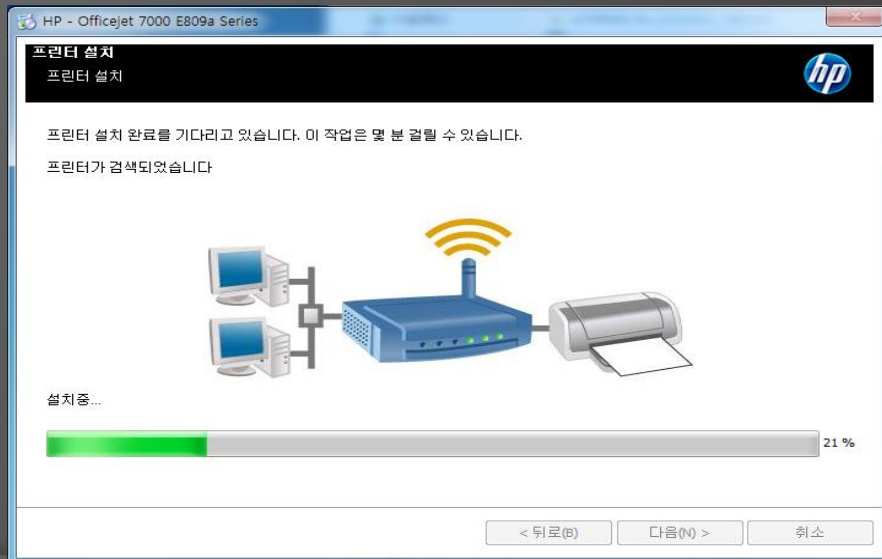 HP - Officejet 7000 E809a Series
프린터 설치
프린터 설치
hp
프린터 설치 완료를 기다리고 있습니다. 이 작업은 몇 분 걸릴 수 있습니다.
프린터가 검색되었습니다
설치중...
21 %
< 뒤로(B)
다음(N) >
취소